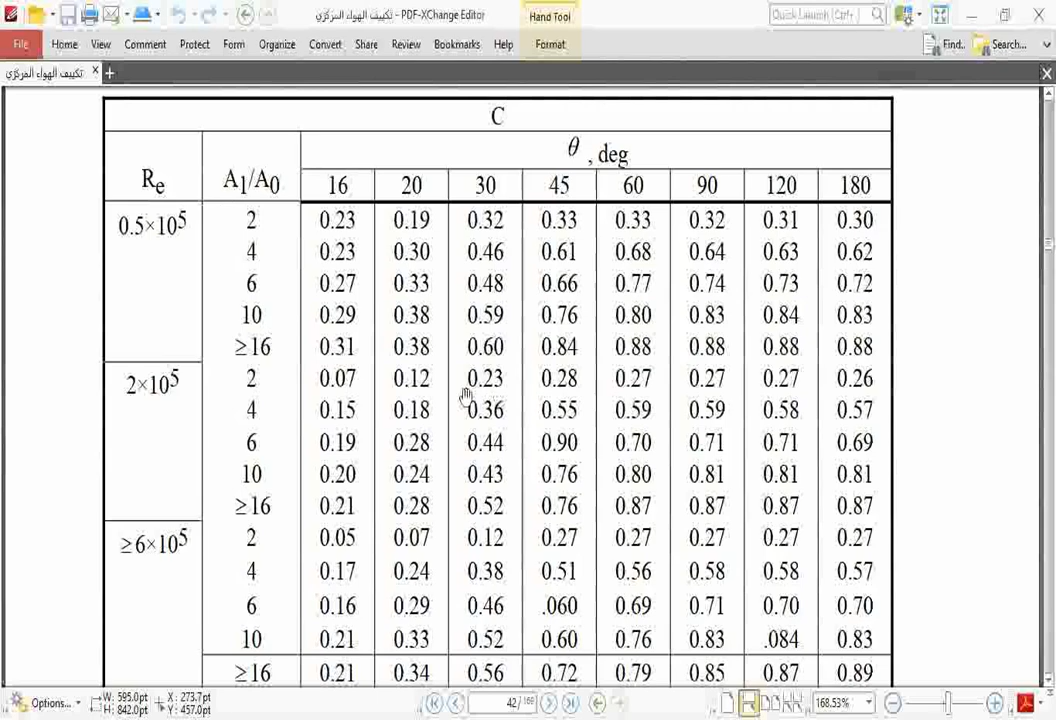 تكييف الهواء المركزي - PDF-XChange Editor
Hand Tool
Quick Launch (Ctrl+
File Home View Comment Protect Form Organize Convert Share Review Bookmarks Help Format Find.. Search...
تكييف الهواء المركزي
C
θ , deg
Re A1/A0 16 20 30 45 60 90 120 180
0.5×10⁵ 2 0.23 0.19 0.32 0.33 0.33 0.32 0.31 0.30
4 0.23 0.30 0.46 0.61 0.68 0.64 0.63 0.62
6 0.27 0.33 0.48 0.66 0.77 0.74 0.73 0.72
10 0.29 0.38 0.59 0.76 0.80 0.83 0.84 0.83
≥16 0.31 0.38 0.60 0.84 0.88 0.88 0.88 0.88
2×10⁵ 2 0.07 0.12 0.23 0.28 0.27 0.27 0.27 0.26
4 0.15 0.18 0.36 0.55 0.59 0.59 0.58 0.57
6 0.19 0.28 0.44 0.90 0.70 0.71 0.71 0.69
10 0.20 0.24 0.43 0.76 0.80 0.81 0.81 0.81
≥16 0.21 0.28 0.52 0.76 0.87 0.87 0.87 0.87
≥6×10⁵ 2 0.05 0.07 0.12 0.27 0.27 0.27 0.27 0.27
4 0.17 0.24 0.38 0.51 0.56 0.58 0.58 0.57
6 0.16 0.29 0.46 .060 0.69 0.71 0.70 0.70
10 0.21 0.33 0.52 0.60 0.76 0.83 .084 0.83
≥16 0.21 0.34 0.56 0.72 0.79 0.85 0.87 0.89
Options... W: 595.0pt X: 273.7pt
H: 842.0pt Y: 457.0pt
42 / 169
168.53%